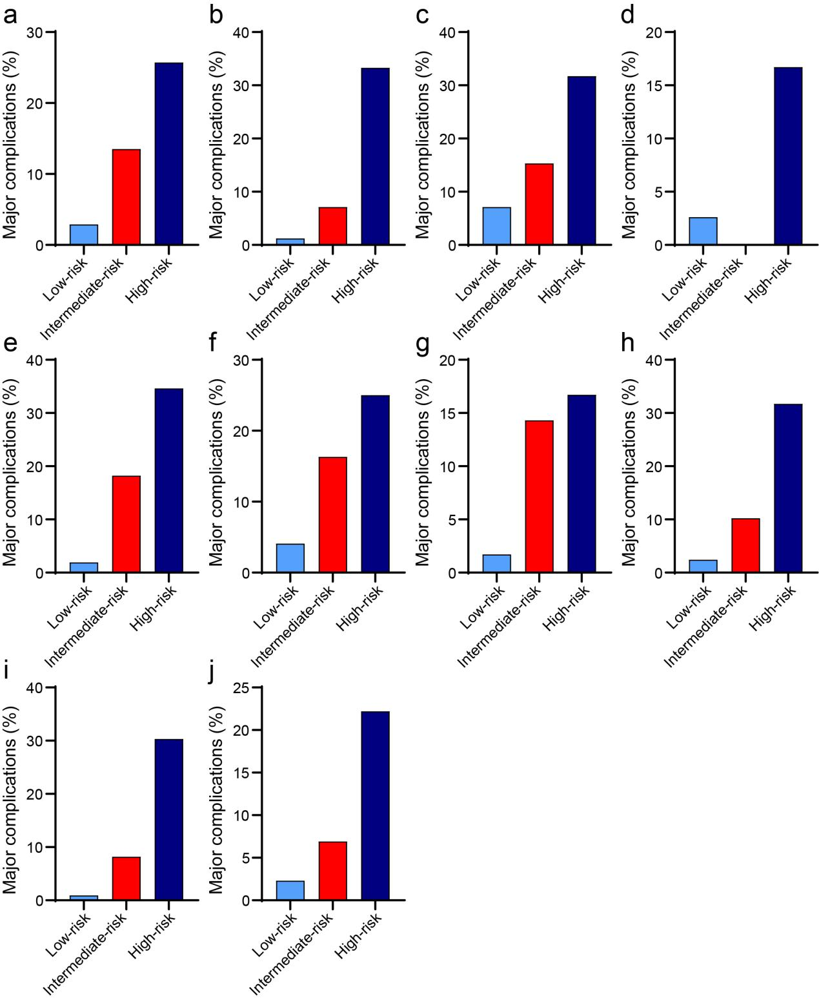 a
Major complications (%)
30
20
10
0
Low-risk
Intermediate-risk
High-risk
b
Major complications (%)
40
30
20
10
0
Low-risk
Intermediate-risk
High-risk
c
Major complications (%)
40
30
20
10
0
Low-risk
Intermediate-risk
High-risk
d
Major complications (%)
20
15
10
5
0
Low-risk
Intermediate-risk
High-risk
e
Major complications (%)
40
30
20
10
0
Low-risk
Intermediate-risk
High-risk
f
Major complications (%)
30
20
10
0
Low-risk
Intermediate-risk
High-risk
g
Major complications (%)
20
15
10
5
0
Low-risk
Intermediate-risk
High-risk
h
Major complications (%)
40
30
20
10
0
Low-risk
Intermediate-risk
High-risk
i
Major complications (%)
40
30
20
10
0
Low-risk
Intermediate-risk
High-risk
j
Major complications (%)
25
20
15
10
5
0
Low-risk
Intermediate-risk
High-risk